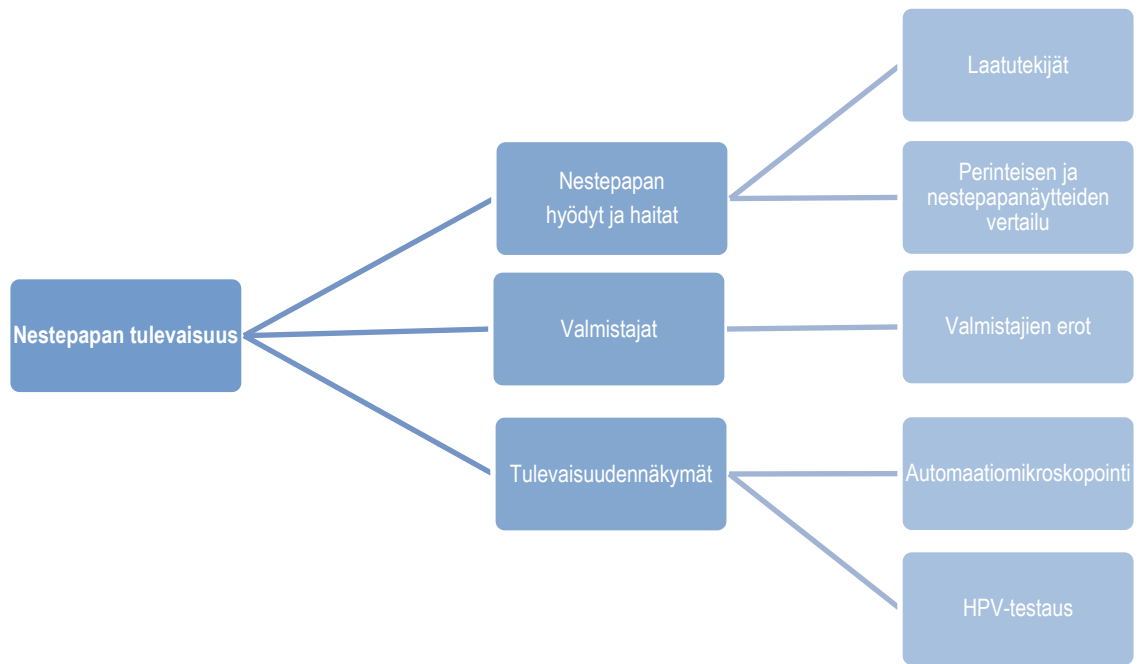 Nestepapan tulevaisuus
Nestepapan
hyödyt ja haitat
Laatutekijät
Perinteisen ja
nestepapanäytteiden
vertailu
Valmistajat
Valmistajien erot
Tulevaisuudennäkymät
Automaatiomikroskopointi
HPV-testaus